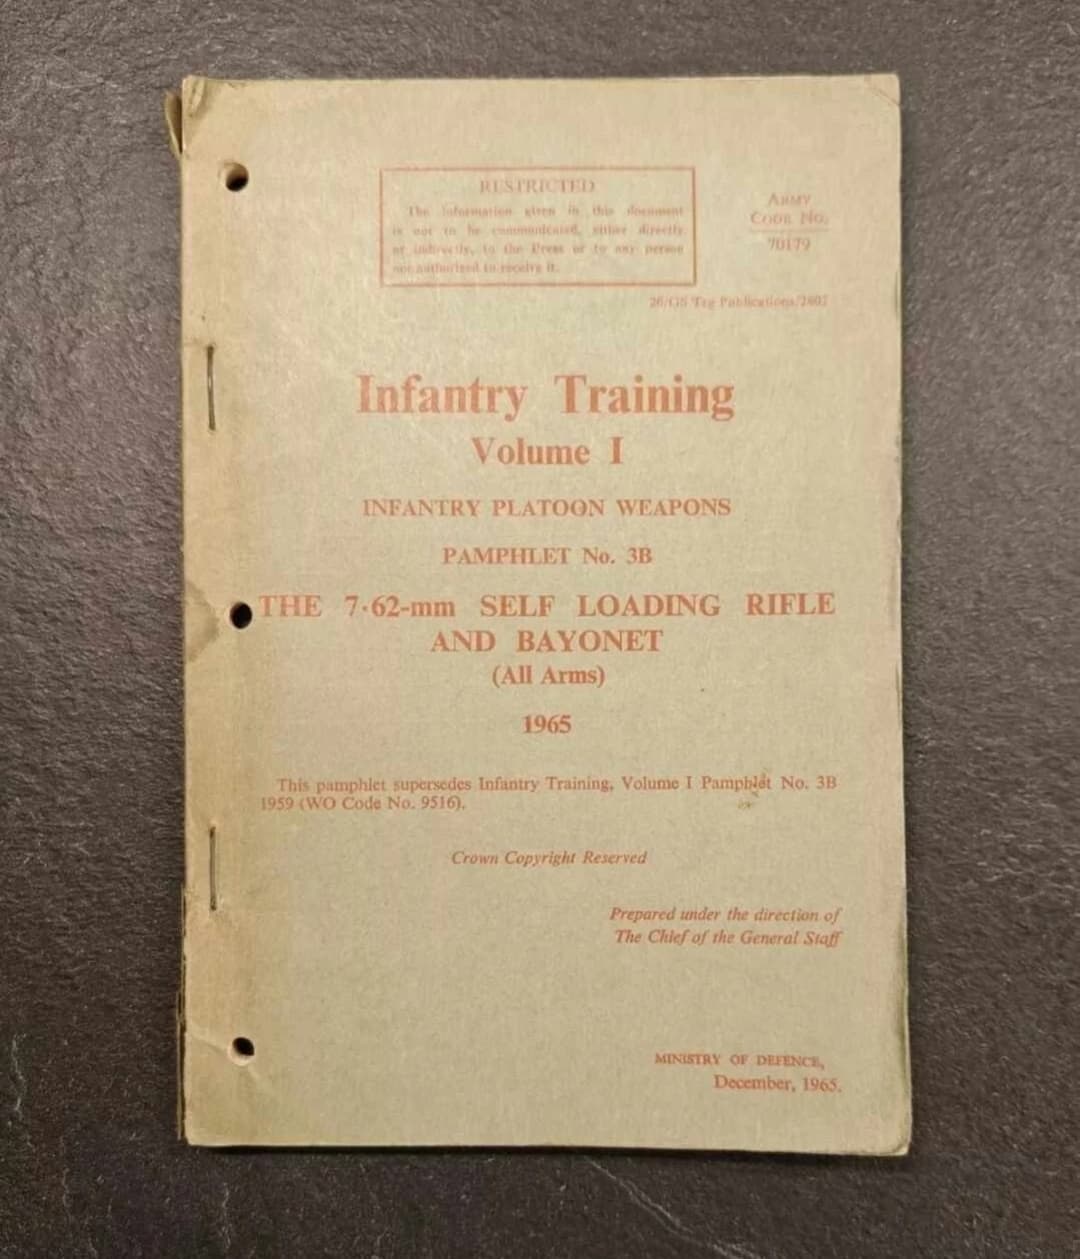 RESTRICTED
The information given in this document
is not to be communicated, either directly
or indirectly, to the Press or to any person
not authorized to receive it.
ARMY
CODE NO.
70179
26/GS Trg Publications/2602
Infantry Training
Volume I
INFANTRY PLATOON WEAPONS
PAMPHLET No. 3B
THE 7·62-mm SELF LOADING RIFLE
AND BAYONET
(All Arms)
1965
This pamphlet supersedes Infantry Training, Volume I Pamphlet No. 3B
1959 (WO Code No. 9516).
Crown Copyright Reserved
Prepared under the direction of
The Chief of the General Staff
MINISTRY OF DEFENCE,
December, 1965.